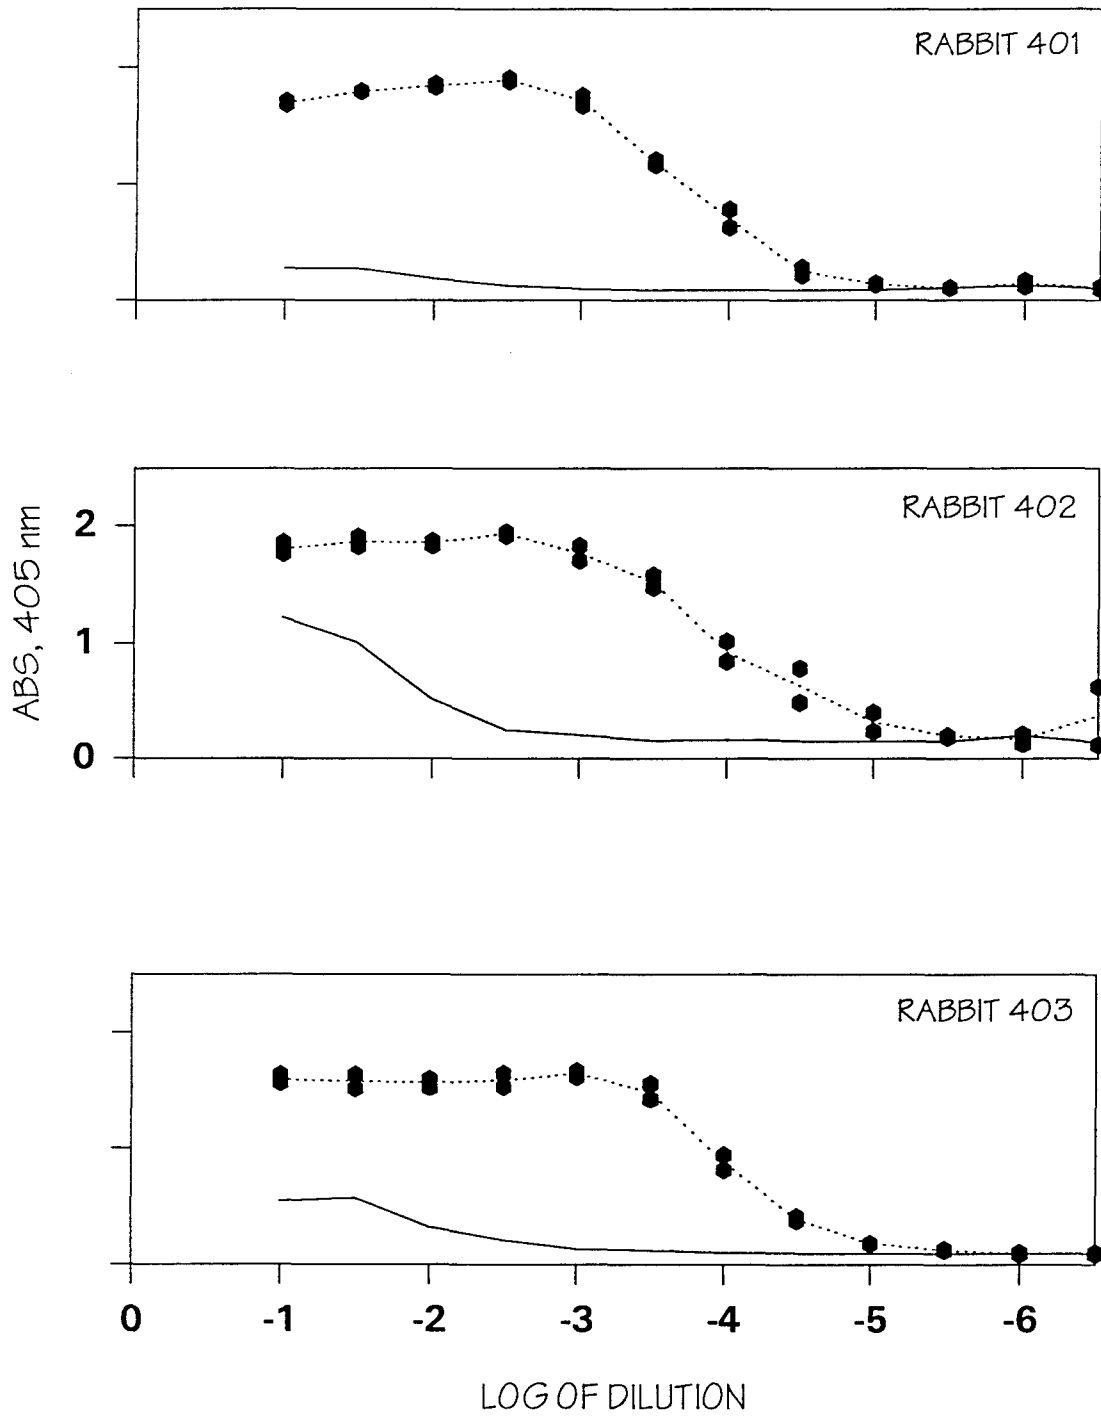 RABBIT 401
RABBIT 402
ABS, 405 nm
2
1
0
RABBIT 403
0 -1 -2 -3 -4 -5 -6
LOG OF DILUTION